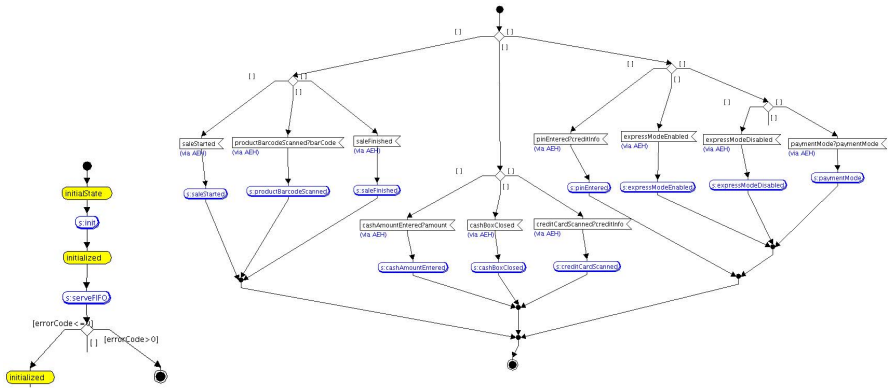 [ ] [ ]
[ ]
[ ] [ ]
[ ]
[ ] [ ]
[ ]
[ ] [ ]
[ ]
saleStarted
(via AEH)
productBarcodeScanned?barCode
(via AEH)
saleFinished
(via AEH)
pinEntered?creditInfo
(via AEH)
expressModeEnabled
(via AEH)
expressModeDisabled
(via AEH)
paymentMode?paymentMode
(via AEH)
s:saleStarted
s:productBarcodeScanned
s:saleFinished
s:pinEntered
s:expressModeEnabled
s:expressModeDisabled
s:paymentMode
[ ] [ ]
[ ]
cashAmountEntered?amount
(via AEH)
cashBoxClosed
(via AEH)
creditCardScanned?creditInfo
(via AEH)
s:cashAmountEntered
s:cashBoxClosed
s:creditCardScanned
initialState
s:init
initialized
s:serveFIFO
[errorCode<=0]
[errorCode>0]
[ ]
initialized